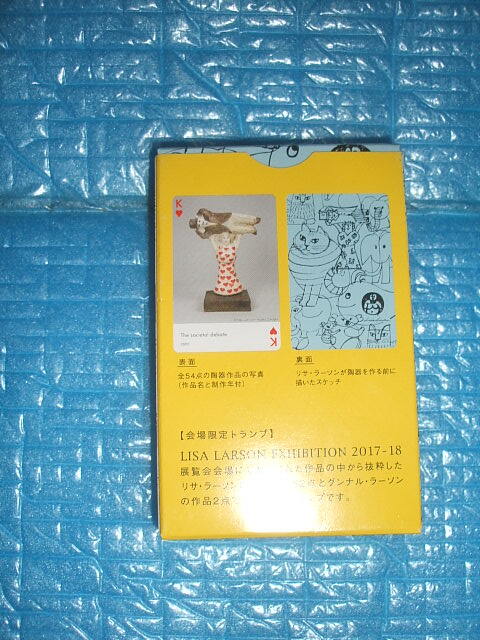 K
The societal debate
K
表面
全54点の陶器作品の写真
(作品名と制作年付)
裏面
リサ・ラーソンが陶器を作る前に
描いたスケッチ
【会場限定トランプ】
LISA LARSON EXHIBITION 2017-18
展覧会会場に 作品の中から抜粋した
リサ・ラーソン 点とグンナル・ラーソン
の作品2点 プです。